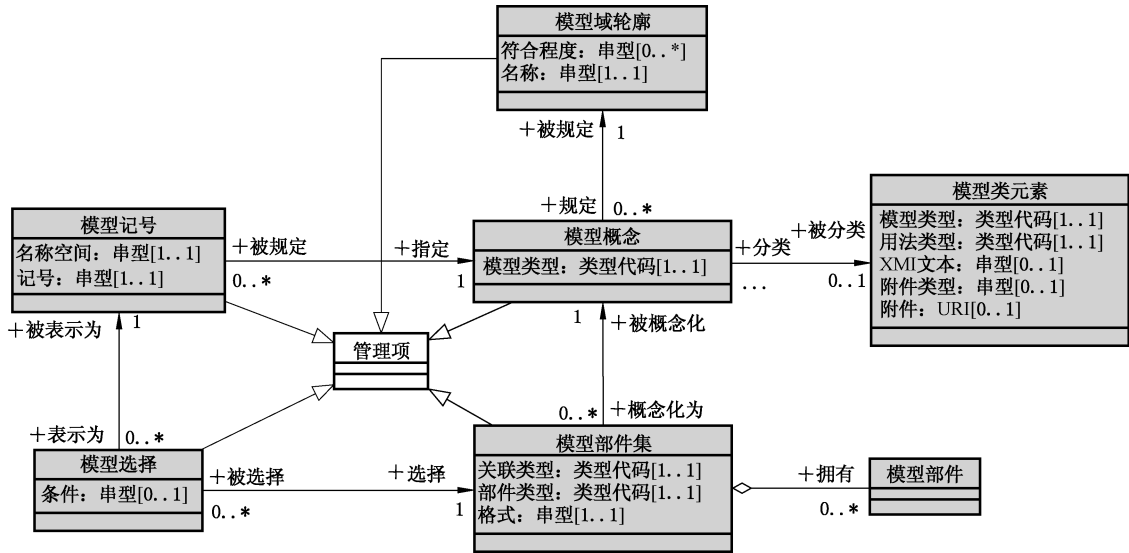 模型域轮廓
符合程度：串型[0..*]
名称：串型[1..1]
＋被规定
1
＋规定
0..*
模型记号
名称空间：串型[1..1]
记号：串型[1..1]
＋被规定
0..*
＋指定
1
模型概念
模型类型：类型代码[1..1]
＋分类
...
＋被分类
0..1
模型类元素
模型类型：类型代码[1..1]
用法类型：类型代码[1..1]
XMI文本：串型[0..1]
附件类型：串型[0..1]
附件：URI[0..1]
＋被表示为
1
管理项
1
＋被概念化
＋表示为
0..*
0..*
＋概念化为
模型选择
条件：串型[0..1]
＋被选择
0..*
＋选择
1
模型部件集
关联类型：类型代码[1..1]
部件类型：类型代码[1..1]
格式：串型[1..1]
＋拥有
0..*
模型部件